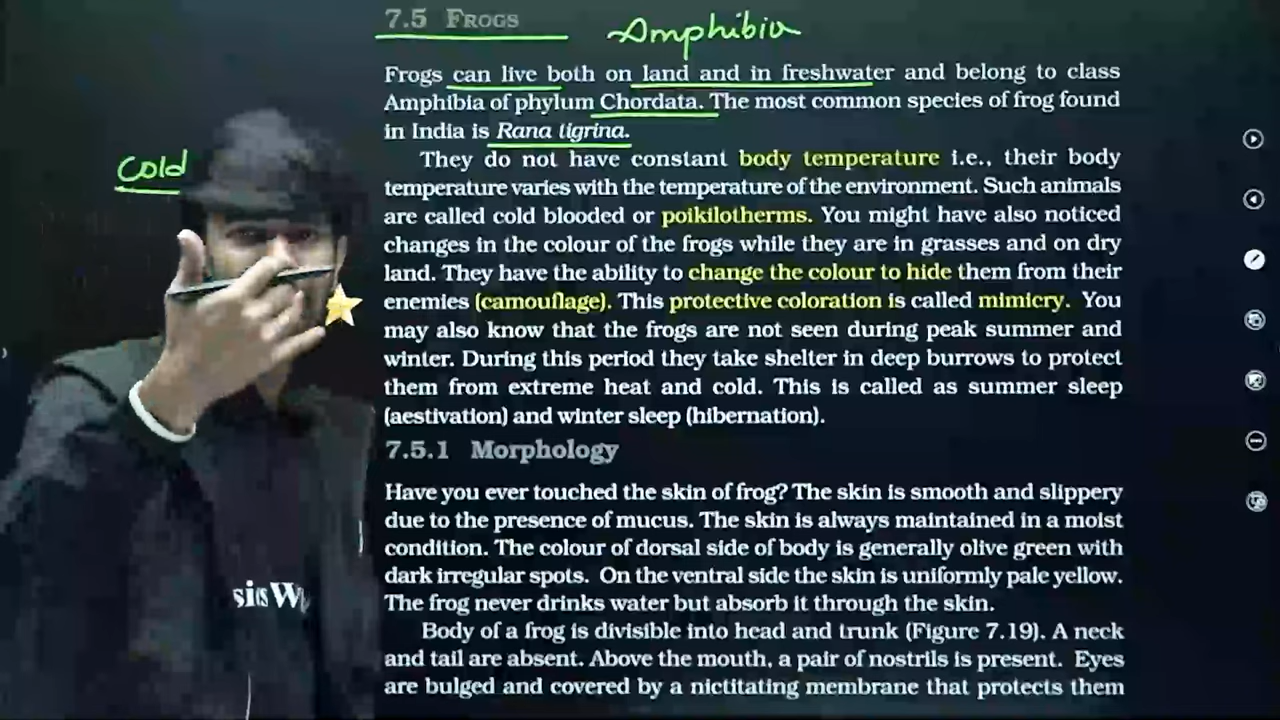 7.5 FROGS
Amphibia
Frogs can live both on land and in freshwater and belong to class
Amphibia of phylum Chordata. The most common species of frog found
in India is Rana tigrina.
Cold
They do not have constant body temperature i.e., their body
temperature varies with the temperature of the environment. Such animals
are called cold blooded or poikilotherms. You might have also noticed
changes in the colour of the frogs while they are in grasses and on dry
land. They have the ability to change the colour to hide them from their
enemies (camouflage). This protective coloration is called mimicry. You
may also know that the frogs are not seen during peak summer and
winter. During this period they take shelter in deep burrows to protect
them from extreme heat and cold. This is called as summer sleep
(aestivation) and winter sleep (hibernation).
7.5.1 Morphology
Have you ever touched the skin of frog? The skin is smooth and slippery
due to the presence of mucus. The skin is always maintained in a moist
condition. The colour of dorsal side of body is generally olive green with
dark irregular spots. On the ventral side the skin is uniformly pale yellow.
The frog never drinks water but absorb it through the skin.
Body of a frog is divisible into head and trunk (Figure 7.19). A neck
and tail are absent. Above the mouth, a pair of nostrils is present. Eyes
are bulged and covered by a nictitating membrane that protects them